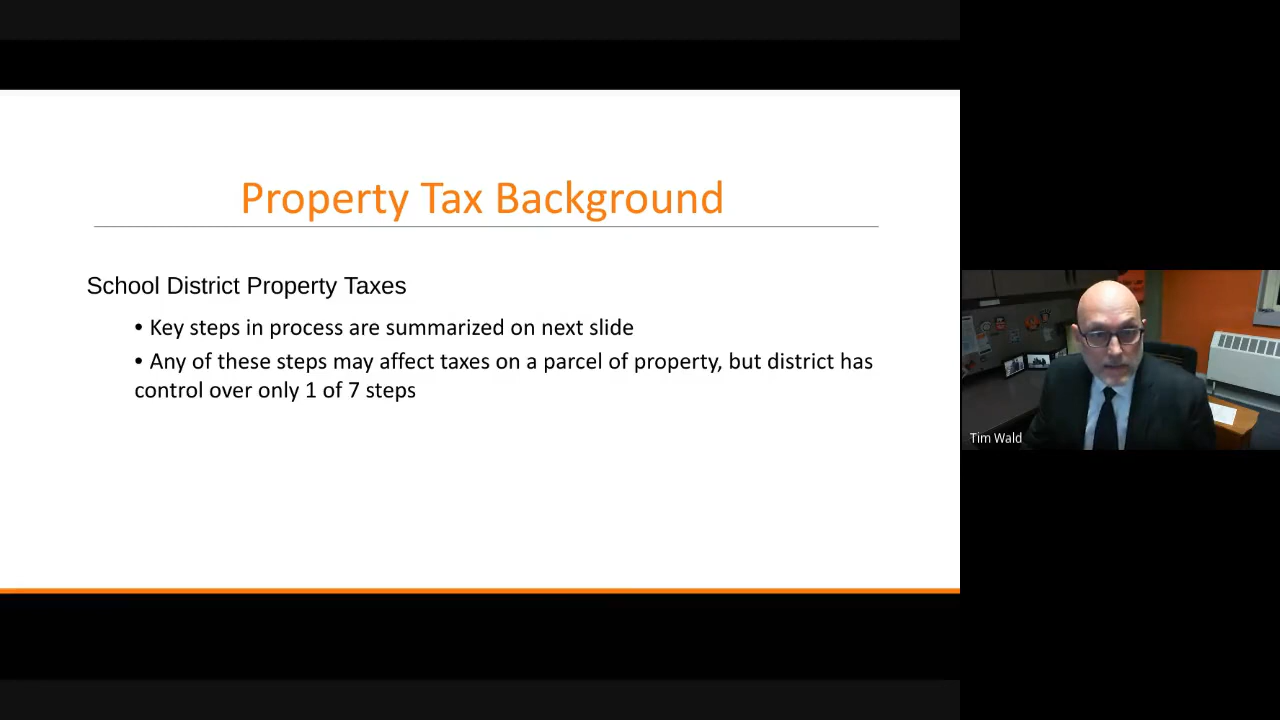 Property Tax Background
School District Property Taxes
• Key steps in process are summarized on next slide
• Any of these steps may affect taxes on a parcel of property, but district has
control over only 1 of 7 steps
Tim Wald